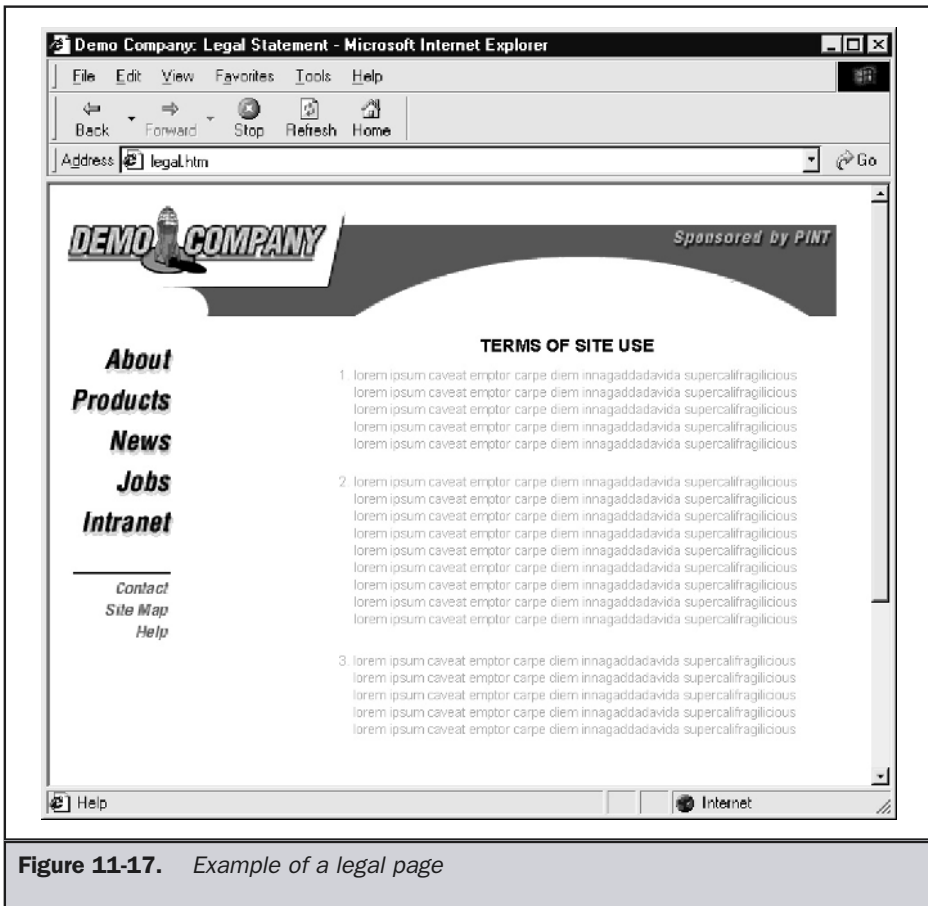 Demo Company: Legal Statement - Microsoft Internet Explorer
File Edit View Favorites Tools Help
Back Forward Stop Refresh Home
Address legal.htm Go
DEMO COMPANY
Sponsored by PINT
About
Products
News
Jobs
Intranet
Contact
Site Map
Help
TERMS OF SITE USE
1. lorem ipsum caveat emptor carpe diem innagaddadavida supercalifragilicious
lorem ipsum caveat emptor carpe diem innagaddadavida supercalifragilicious
lorem ipsum caveat emptor carpe diem innagaddadavida supercalifragilicious
lorem ipsum caveat emptor carpe diem innagaddadavida supercalifragilicious
lorem ipsum caveat emptor carpe diem innagaddadavida supercalifragilicious
2. lorem ipsum caveat emptor carpe diem innagaddadavida supercalifragilicious
lorem ipsum caveat emptor carpe diem innagaddadavida supercalifragilicious
lorem ipsum caveat emptor carpe diem innagaddadavida supercalifragilicious
lorem ipsum caveat emptor carpe diem innagaddadavida supercalifragilicious
lorem ipsum caveat emptor carpe diem innagaddadavida supercalifragilicious
lorem ipsum caveat emptor carpe diem innagaddadavida supercalifragilicious
lorem ipsum caveat emptor carpe diem innagaddadavida supercalifragilicious
lorem ipsum caveat emptor carpe diem innagaddadavida supercalifragilicious
lorem ipsum caveat emptor carpe diem innagaddadavida supercalifragilicious
3. lorem ipsum caveat emptor carpe diem innagaddadavida supercalifragilicious
lorem ipsum caveat emptor carpe diem innagaddadavida supercalifragilicious
lorem ipsum caveat emptor carpe diem innagaddadavida supercalifragilicious
lorem ipsum caveat emptor carpe diem innagaddadavida supercalifragilicious
lorem ipsum caveat emptor carpe diem innagaddadavida supercalifragilicious
Help Internet
Figure 11-17. Example of a legal page